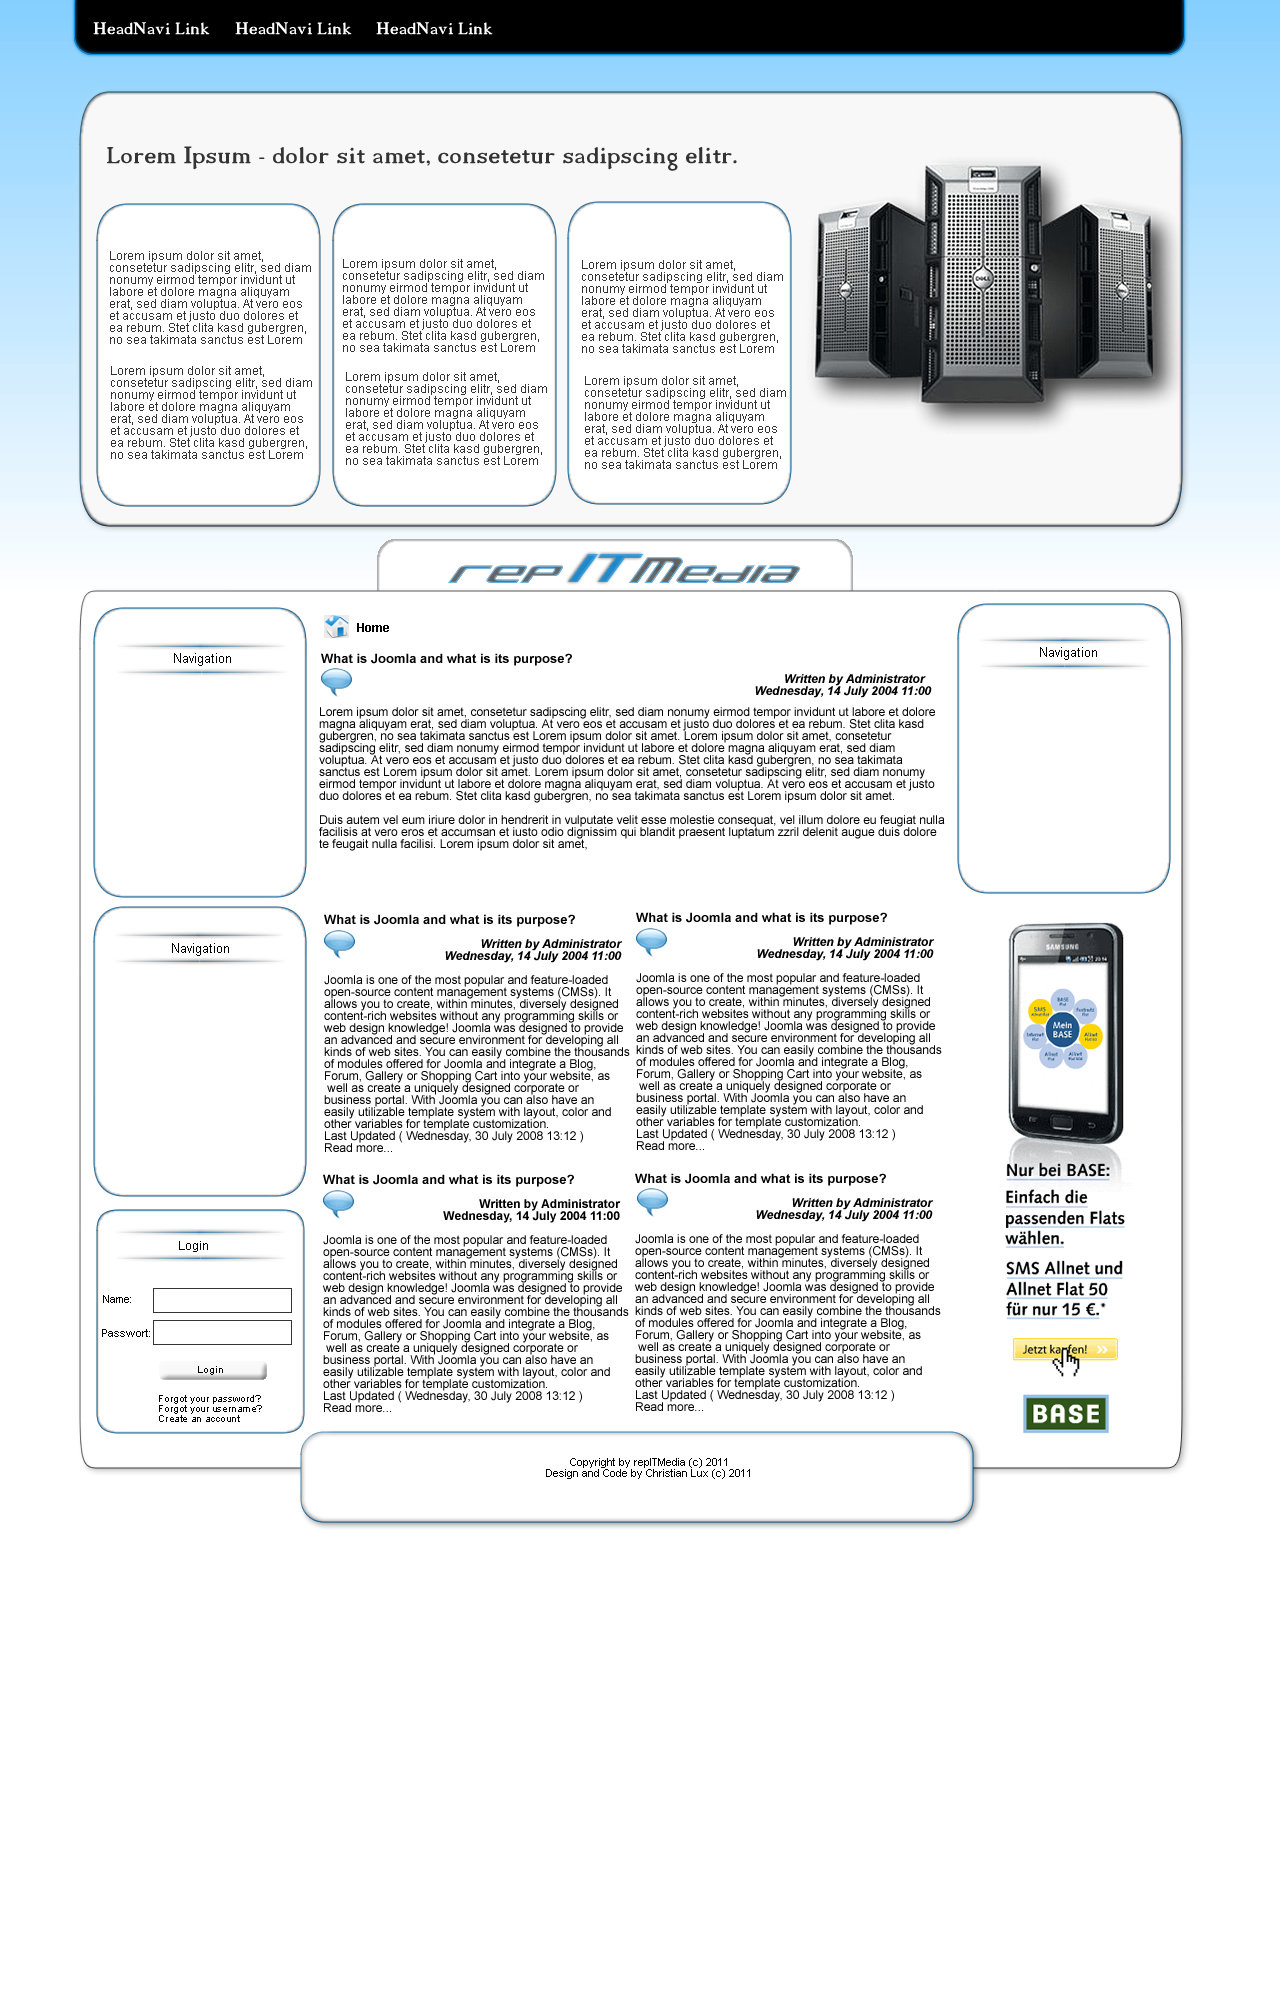 HeadNavi Link HeadNavi Link HeadNavi Link
Lorem Ipsum - dolor sit amet, consetetur sadipscing elitr.
Lorem ipsum dolor sit amet,
consetetur sadipscing elitr, sed diam
nonumy eirmod tempor invidunt ut
labore et dolore magna aliquyam
erat, sed diam voluptua. At vero eos
et accusam et justo duo dolores et
ea rebum. Stet clita kasd gubergren,
no sea takimata sanctus est Lorem
Lorem ipsum dolor sit amet,
consetetur sadipscing elitr, sed diam
nonumy eirmod tempor invidunt ut
labore et dolore magna aliquyam
erat, sed diam voluptua. At vero eos
et accusam et justo duo dolores et
ea rebum. Stet clita kasd gubergren,
no sea takimata sanctus est Lorem
Lorem ipsum dolor sit amet,
consetetur sadipscing elitr, sed diam
nonumy eirmod tempor invidunt ut
labore et dolore magna aliquyam
erat, sed diam voluptua. At vero eos
et accusam et justo duo dolores et
ea rebum. Stet clita kasd gubergren,
no sea takimata sanctus est Lorem
Lorem ipsum dolor sit amet,
consetetur sadipscing elitr, sed diam
nonumy eirmod tempor invidunt ut
labore et dolore magna aliquyam
erat, sed diam voluptua. At vero eos
et accusam et justo duo dolores et
ea rebum. Stet clita kasd gubergren,
no sea takimata sanctus est Lorem
Lorem ipsum dolor sit amet,
consetetur sadipscing elitr, sed diam
nonumy eirmod tempor invidunt ut
labore et dolore magna aliquyam
erat, sed diam voluptua. At vero eos
et accusam et justo duo dolores et
ea rebum. Stet clita kasd gubergren,
no sea takimata sanctus est Lorem
Lorem ipsum dolor sit amet,
consetetur sadipscing elitr, sed diam
nonumy eirmod tempor invidunt ut
labore et dolore magna aliquyam
erat, sed diam voluptua. At vero eos
et accusam et justo duo dolores et
ea rebum. Stet clita kasd gubergren,
no sea takimata sanctus est Lorem
DELL
rep IT Media
Navigation
Navigation
Login
Name:
Passwort:
Login
Forgot your password?
Forgot your username?
Create an account
Home
What is Joomla and what is its purpose?
Written by Administrator
Wednesday, 14 July 2004 11:00
Lorem ipsum dolor sit amet, consetetur sadipscing elitr, sed diam nonumy eirmod tempor invidunt ut labore et dolore
magna aliquyam erat, sed diam voluptua. At vero eos et accusam et justo duo dolores et ea rebum. Stet clita kasd
gubergren, no sea takimata sanctus est Lorem ipsum dolor sit amet. Lorem ipsum dolor sit amet, consetetur
sadipscing elitr, sed diam nonumy eirmod tempor invidunt ut labore et dolore magna aliquyam erat, sed diam
voluptua. At vero eos et accusam et justo duo dolores et ea rebum. Stet clita kasd gubergren, no sea takimata
sanctus est Lorem ipsum dolor sit amet. Lorem ipsum dolor sit amet, consetetur sadipscing elitr, sed diam nonumy
eirmod tempor invidunt ut labore et dolore magna aliquyam erat, sed diam voluptua. At vero eos et accusam et justo
duo dolores et ea rebum. Stet clita kasd gubergren, no sea takimata sanctus est Lorem ipsum dolor sit amet.
Duis autem vel eum iriure dolor in hendrerit in vulputate velit esse molestie consequat, vel illum dolore eu feugiat nulla
facilisis at vero eros et accumsan et iusto odio dignissim qui blandit praesent luptatum zzril delenit augue duis dolore
te feugait nulla facilisi. Lorem ipsum dolor sit amet,
What is Joomla and what is its purpose?
Written by Administrator
Wednesday, 14 July 2004 11:00
Joomla is one of the most popular and feature-loaded
open-source content management systems (CMSs). It
allows you to create, within minutes, diversely designed
content-rich websites without any programming skills or
web design knowledge! Joomla was designed to provide
an advanced and secure environment for developing all
kinds of web sites. You can easily combine the thousands
of modules offered for Joomla and integrate a Blog,
Forum, Gallery or Shopping Cart into your website, as
well as create a uniquely designed corporate or
business portal. With Joomla you can also have an
easily utilizable template system with layout, color and
other variables for template customization.
Last Updated ( Wednesday, 30 July 2008 13:12 )
Read more...
What is Joomla and what is its purpose?
Written by Administrator
Wednesday, 14 July 2004 11:00
Joomla is one of the most popular and feature-loaded
open-source content management systems (CMSs). It
allows you to create, within minutes, diversely designed
content-rich websites without any programming skills or
web design knowledge! Joomla was designed to provide
an advanced and secure environment for developing all
kinds of web sites. You can easily combine the thousands
of modules offered for Joomla and integrate a Blog,
Forum, Gallery or Shopping Cart into your website, as
well as create a uniquely designed corporate or
business portal. With Joomla you can also have an
easily utilizable template system with layout, color and
other variables for template customization.
Last Updated ( Wednesday, 30 July 2008 13:12 )
Read more...
What is Joomla and what is its purpose?
Written by Administrator
Wednesday, 14 July 2004 11:00
Joomla is one of the most popular and feature-loaded
open-source content management systems (CMSs). It
allows you to create, within minutes, diversely designed
content-rich websites without any programming skills or
web design knowledge! Joomla was designed to provide
an advanced and secure environment for developing all
kinds of web sites. You can easily combine the thousands
of modules offered for Joomla and integrate a Blog,
Forum, Gallery or Shopping Cart into your website, as
well as create a uniquely designed corporate or
business portal. With Joomla you can also have an
easily utilizable template system with layout, color and
other variables for template customization.
Last Updated ( Wednesday, 30 July 2008 13:12 )
Read more...
What is Joomla and what is its purpose?
Written by Administrator
Wednesday, 14 July 2004 11:00
Joomla is one of the most popular and feature-loaded
open-source content management systems (CMSs). It
allows you to create, within minutes, diversely designed
content-rich websites without any programming skills or
web design knowledge! Joomla was designed to provide
an advanced and secure environment for developing all
kinds of web sites. You can easily combine the thousands
of modules offered for Joomla and integrate a Blog,
Forum, Gallery or Shopping Cart into your website, as
well as create a uniquely designed corporate or
business portal. With Joomla you can also have an
easily utilizable template system with layout, color and
other variables for template customization.
Last Updated ( Wednesday, 30 July 2008 13:12 )
Read more...
Navigation
SAMSUNG
BASE
SMS
Mein
BASE
Nur bei BASE:
Einfach die
passenden Flats
wählen.
SMS Allnet und
Allnet Flat 50
für nur 15 €.*
Jetzt kaufen!
BASE
Copyright by repITMedia (c) 2011
Design and Code by Christian Lux (c) 2011